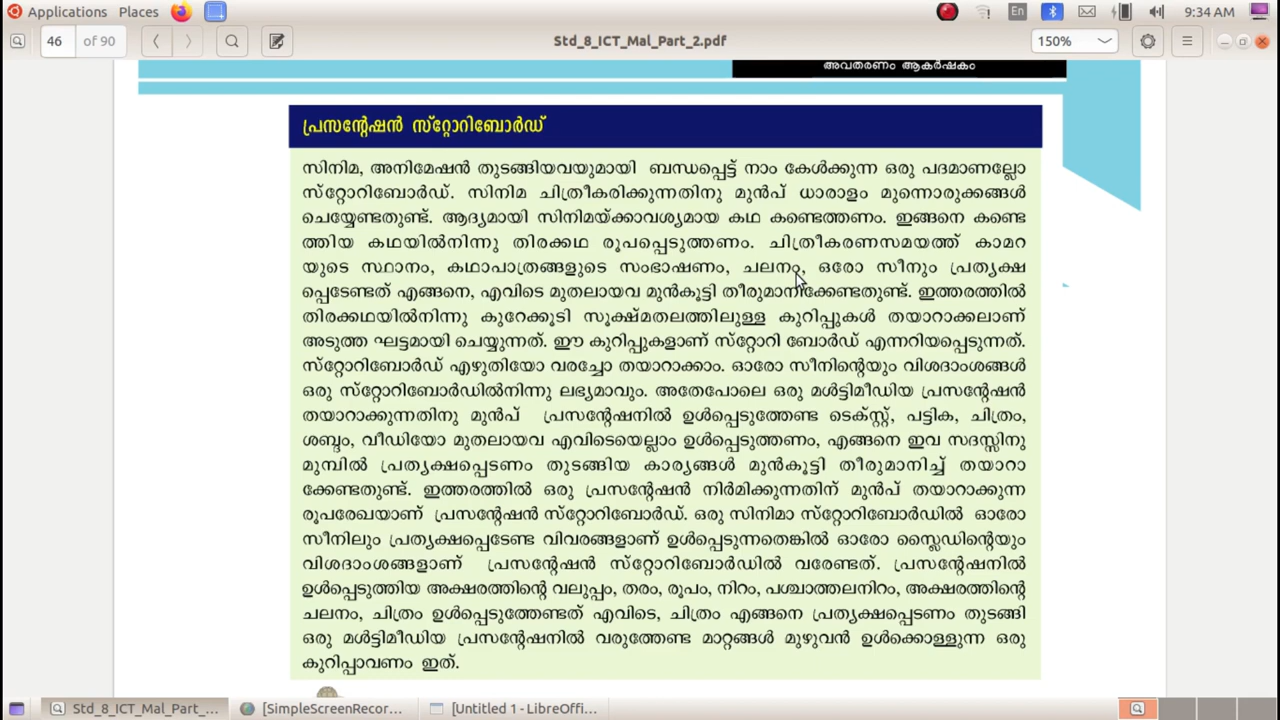 Applications Places En 9:34 AM
46 of 90 Std_8_ICT_Mal_Part_2.pdf 150%
അവതരണം ആകർഷകം
പ്രസന്റേഷൻ സ്റ്റോറിബോർഡ്
സിനിമ, അനിമേഷൻ തുടങ്ങിയവയുമായി ബന്ധപ്പെട്ട് നാം കേൾക്കുന്ന ഒരു പദമാണല്ലോ
സ്റ്റോറിബോർഡ്. സിനിമ ചിത്രീകരിക്കുന്നതിനു മുൻപ് ധാരാളം മുന്നൊരുക്കങ്ങൾ
ചെയ്യേണ്ടതുണ്ട്. ആദ്യമായി സിനിമയ്ക്കാവശ്യമായ കഥ കണ്ടെത്തണം. ഇങ്ങനെ കണ്ടെ
ത്തിയ കഥയിൽനിന്നു തിരക്കഥ രൂപപ്പെടുത്തണം. ചിത്രീകരണസമയത്ത് കാമറ
യുടെ സ്ഥാനം, കഥാപാത്രങ്ങളുടെ സംഭാഷണം, ചലനം, ഒരോ സീനും പ്രത്യക്ഷ
പ്പെടേണ്ടത് എങ്ങനെ, എവിടെ മുതലായവ മുൻകൂട്ടി തീരുമാനിക്കേണ്ടതുണ്ട്. ഇത്തരത്തിൽ
തിരക്കഥയിൽനിന്നു കുറേക്കൂടി സൂക്ഷ്മതലത്തിലുള്ള കുറിപ്പുകൾ തയാറാക്കലാണ്
അടുത്ത ഘട്ടമായി ചെയ്യുന്നത്. ഈ കുറിപ്പുകളാണ് സ്റ്റോറി ബോർഡ് എന്നറിയപ്പെടുന്നത്.
സ്റ്റോറിബോർഡ് എഴുതിയോ വരച്ചോ തയാറാക്കാം. ഓരോ സീനിന്റെയും വിശദാംശങ്ങൾ
ഒരു സ്റ്റോറിബോർഡിൽനിന്നു ലഭ്യമാവും. അതേപോലെ ഒരു മൾട്ടിമീഡിയ പ്രസന്റേഷൻ
തയാറാക്കുന്നതിനു മുൻപ് പ്രസന്റേഷനിൽ ഉൾപ്പെടുത്തേണ്ട ടെക്സ്റ്റ്, പട്ടിക, ചിത്രം,
ശബ്ദം, വീഡിയോ മുതലായവ എവിടെയെല്ലാം ഉൾപ്പെടുത്തണം, എങ്ങനെ ഇവ സദസ്സിനു
മുമ്പിൽ പ്രത്യക്ഷപ്പെടണം തുടങ്ങിയ കാര്യങ്ങൾ മുൻകൂട്ടി തീരുമാനിച്ച് തയാറാ
ക്കേണ്ടതുണ്ട്. ഇത്തരത്തിൽ ഒരു പ്രസന്റേഷൻ നിർമിക്കുന്നതിന് മുൻപ് തയാറാക്കുന്ന
രൂപരേഖയാണ് പ്രസന്റേഷൻ സ്റ്റോറിബോർഡ്. ഒരു സിനിമാ സ്റ്റോറിബോർഡിൽ ഓരോ
സീനിലും പ്രത്യക്ഷപ്പെടേണ്ട വിവരങ്ങളാണ് ഉൾപ്പെടുന്നതെങ്കിൽ ഓരോ സ്ലൈഡിന്റെയും
വിശദാംശങ്ങളാണ് പ്രസന്റേഷൻ സ്റ്റോറിബോർഡിൽ വരേണ്ടത്. പ്രസന്റേഷനിൽ
ഉൾപ്പെടുത്തിയ അക്ഷരത്തിന്റെ വലുപ്പം, തരം, രൂപം, നിറം, പശ്ചാത്തലനിറം, അക്ഷരത്തിന്റെ
ചലനം, ചിത്രം ഉൾപ്പെടുത്തേണ്ടത് എവിടെ, ചിത്രം എങ്ങനെ പ്രത്യക്ഷപ്പെടണം തുടങ്ങി
ഒരു മൾട്ടിമീഡിയ പ്രസന്റേഷനിൽ വരുത്തേണ്ട മാറ്റങ്ങൾ മുഴുവൻ ഉൾക്കൊള്ളുന്ന ഒരു
കുറിപ്പാവണം ഇത്.
Std_8_ICT_Mal_Part_... [SimpleScreenRecor... [Untitled 1 - LibreOffi...